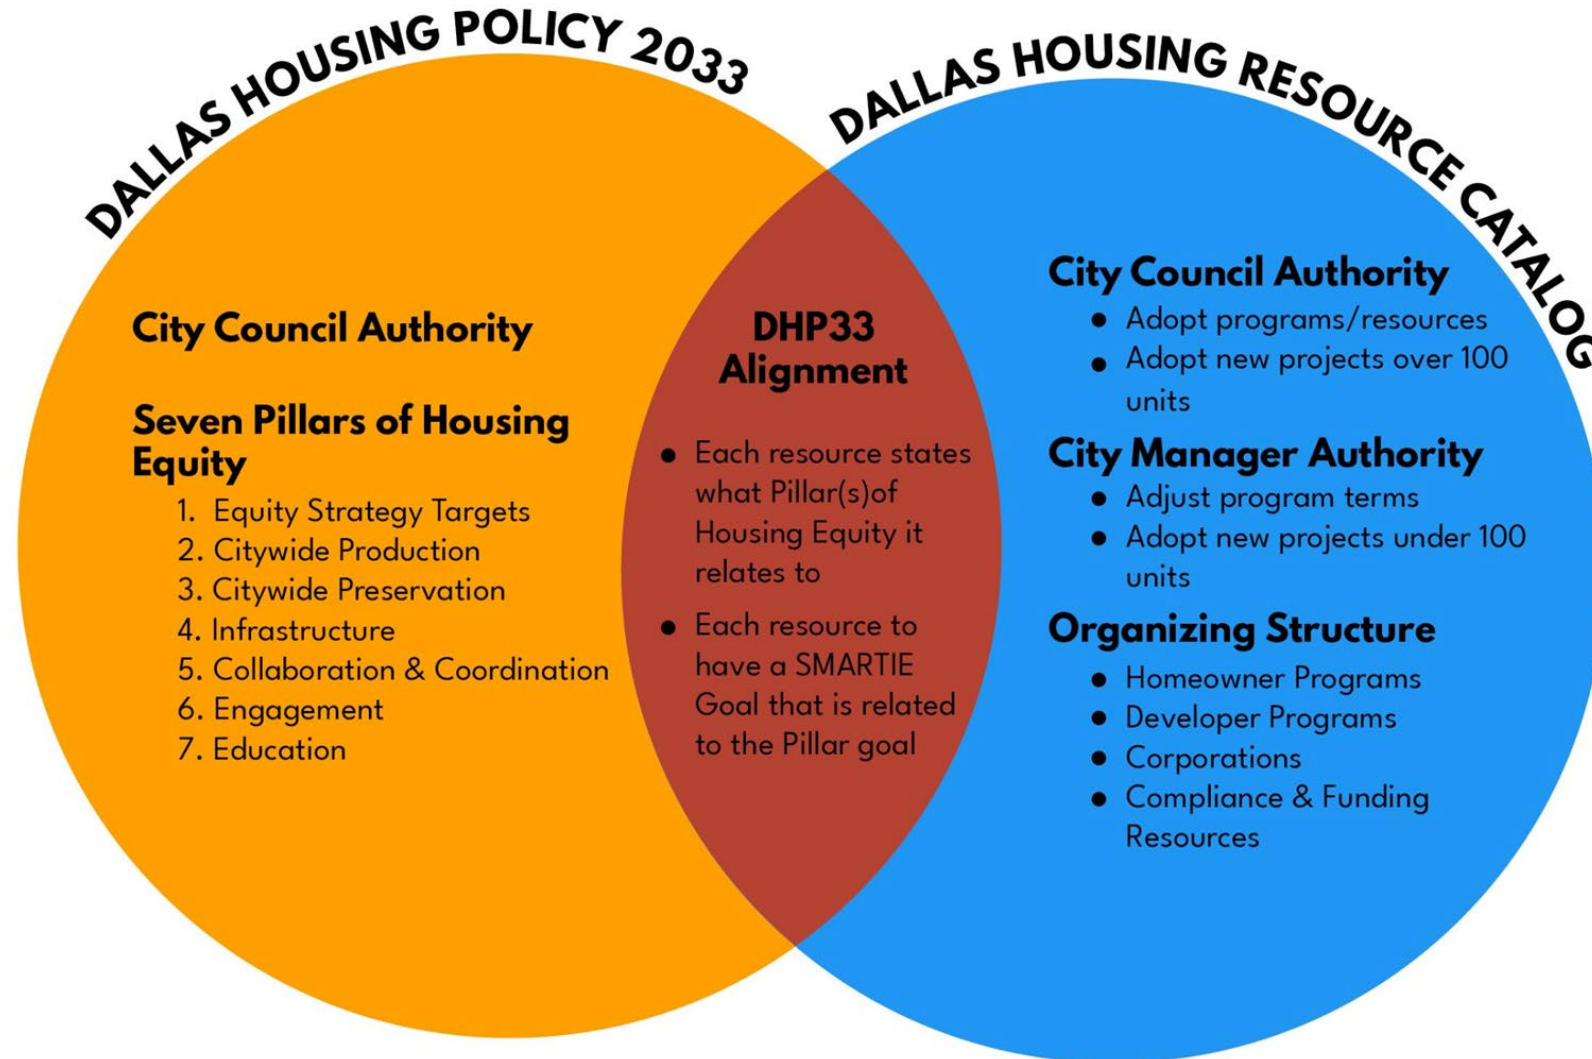 DALLAS HOUSING POLICY 2033
City Council Authority
Seven Pillars of Housing
Equity
1. Equity Strategy Targets
2. Citywide Production
3. Citywide Preservation
4. Infrastructure
5. Collaboration & Coordination
6. Engagement
7. Education
DHP33
Alignment
● Each resource states
what Pillar(s)of
Housing Equity it
relates to
● Each resource to
have a SMARTIE
Goal that is related
to the Pillar goal
DALLAS HOUSING RESOURCE CATALOG
City Council Authority
● Adopt programs/resources
● Adopt new projects over 100
units
City Manager Authority
● Adjust program terms
● Adopt new projects under 100
units
Organizing Structure
● Homeowner Programs
● Developer Programs
● Corporations
● Compliance & Funding
Resources